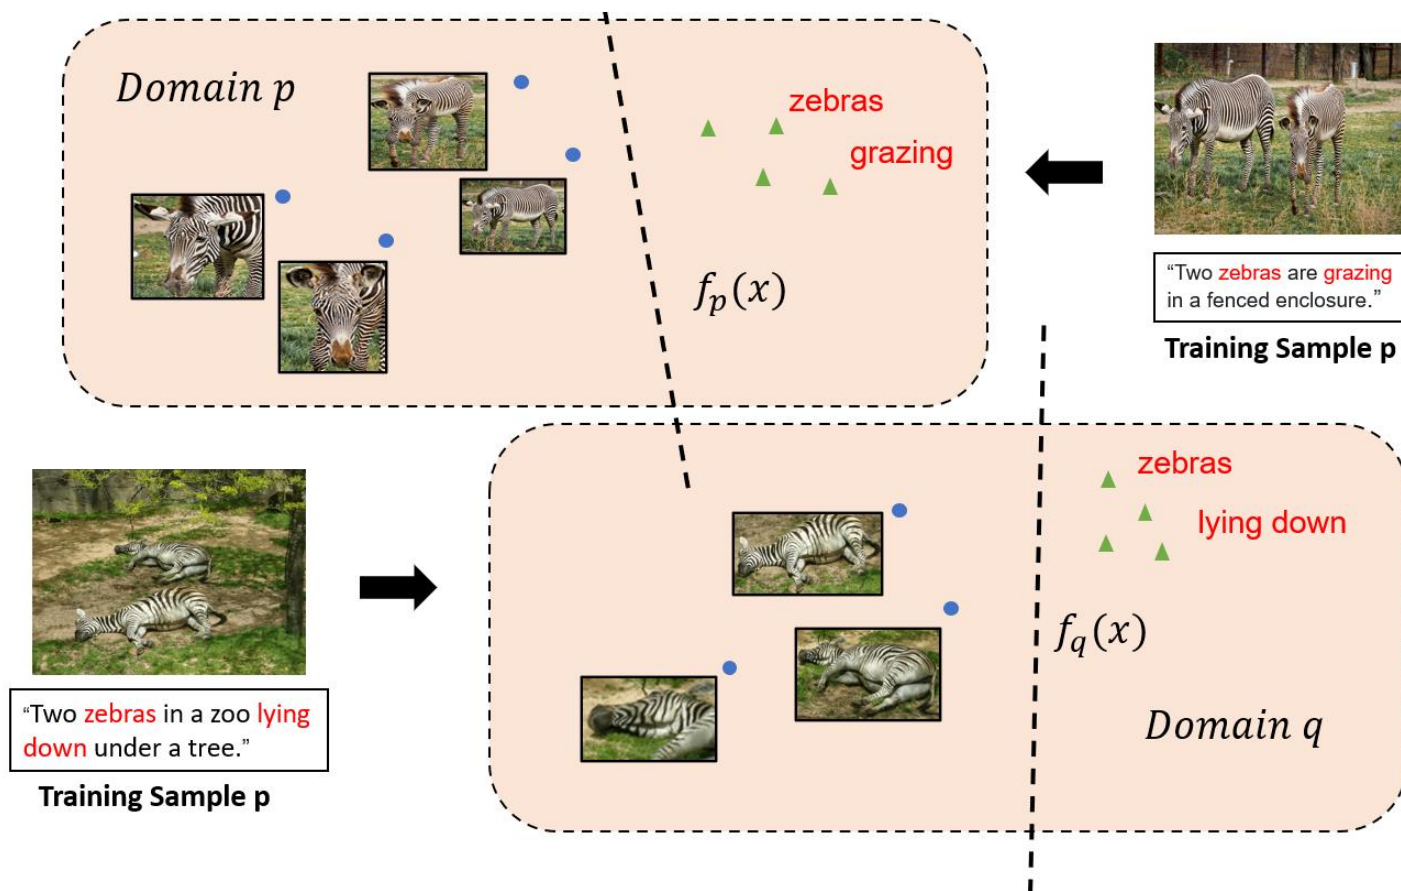 Domain p
zebras
grazing
f_p(x)
“Two zebras are grazing
in a fenced enclosure.”
Training Sample p
zebras
lying down
f_q(x)
Domain q
“Two zebras in a zoo lying
down under a tree.”
Training Sample p